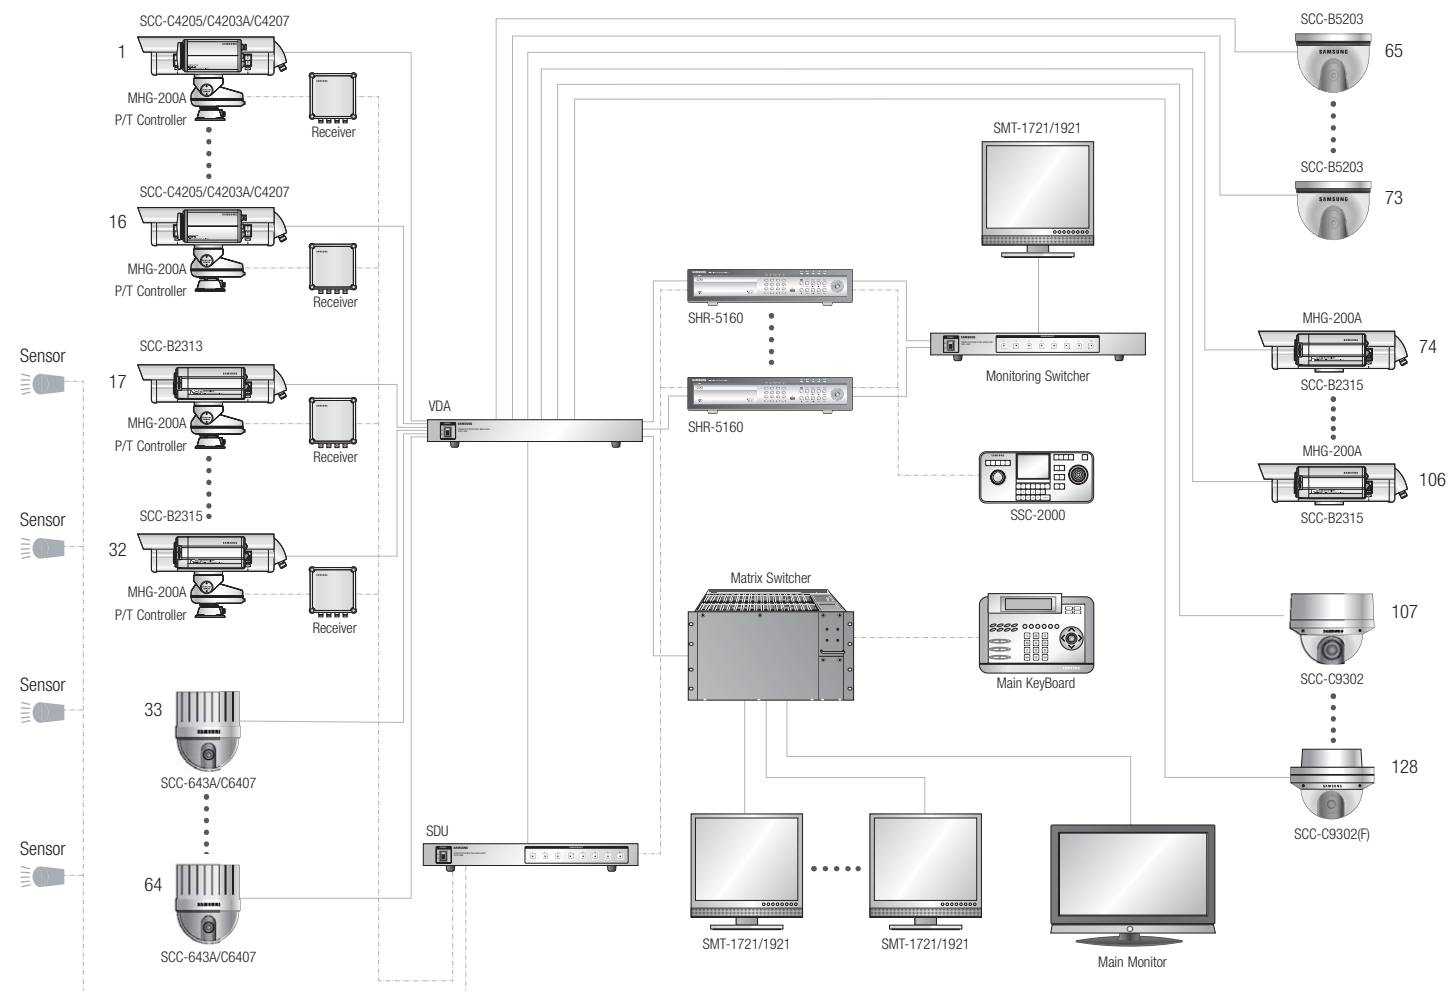 SCC-C4205/C4203A/C4207
1
MHG-200A
P/T Controller
Receiver
SCC-C4205/C4203A/C4207
16
MHG-200A
P/T Controller
Receiver
Sensor
SCC-B2313
17
MHG-200A
P/T Controller
Receiver
Sensor
SCC-B2315
32
MHG-200A
P/T Controller
Receiver
Sensor
33
SCC-643A/C6407
Sensor
64
SCC-643A/C6407
VDA
SDU
SHR-5160
SHR-5160
SMT-1721/1921
Monitoring Switcher
SSC-2000
Matrix Switcher
Main KeyBoard
SMT-1721/1921
SMT-1721/1921
Main Monitor
SCC-B5203
SAMSUNG
65
SCC-B5203
SAMSUNG
73
MHG-200A
74
SCC-B2315
MHG-200A
106
SCC-B2315
107
SCC-C9302
128
SAMSUNG
SCC-C9302(F)